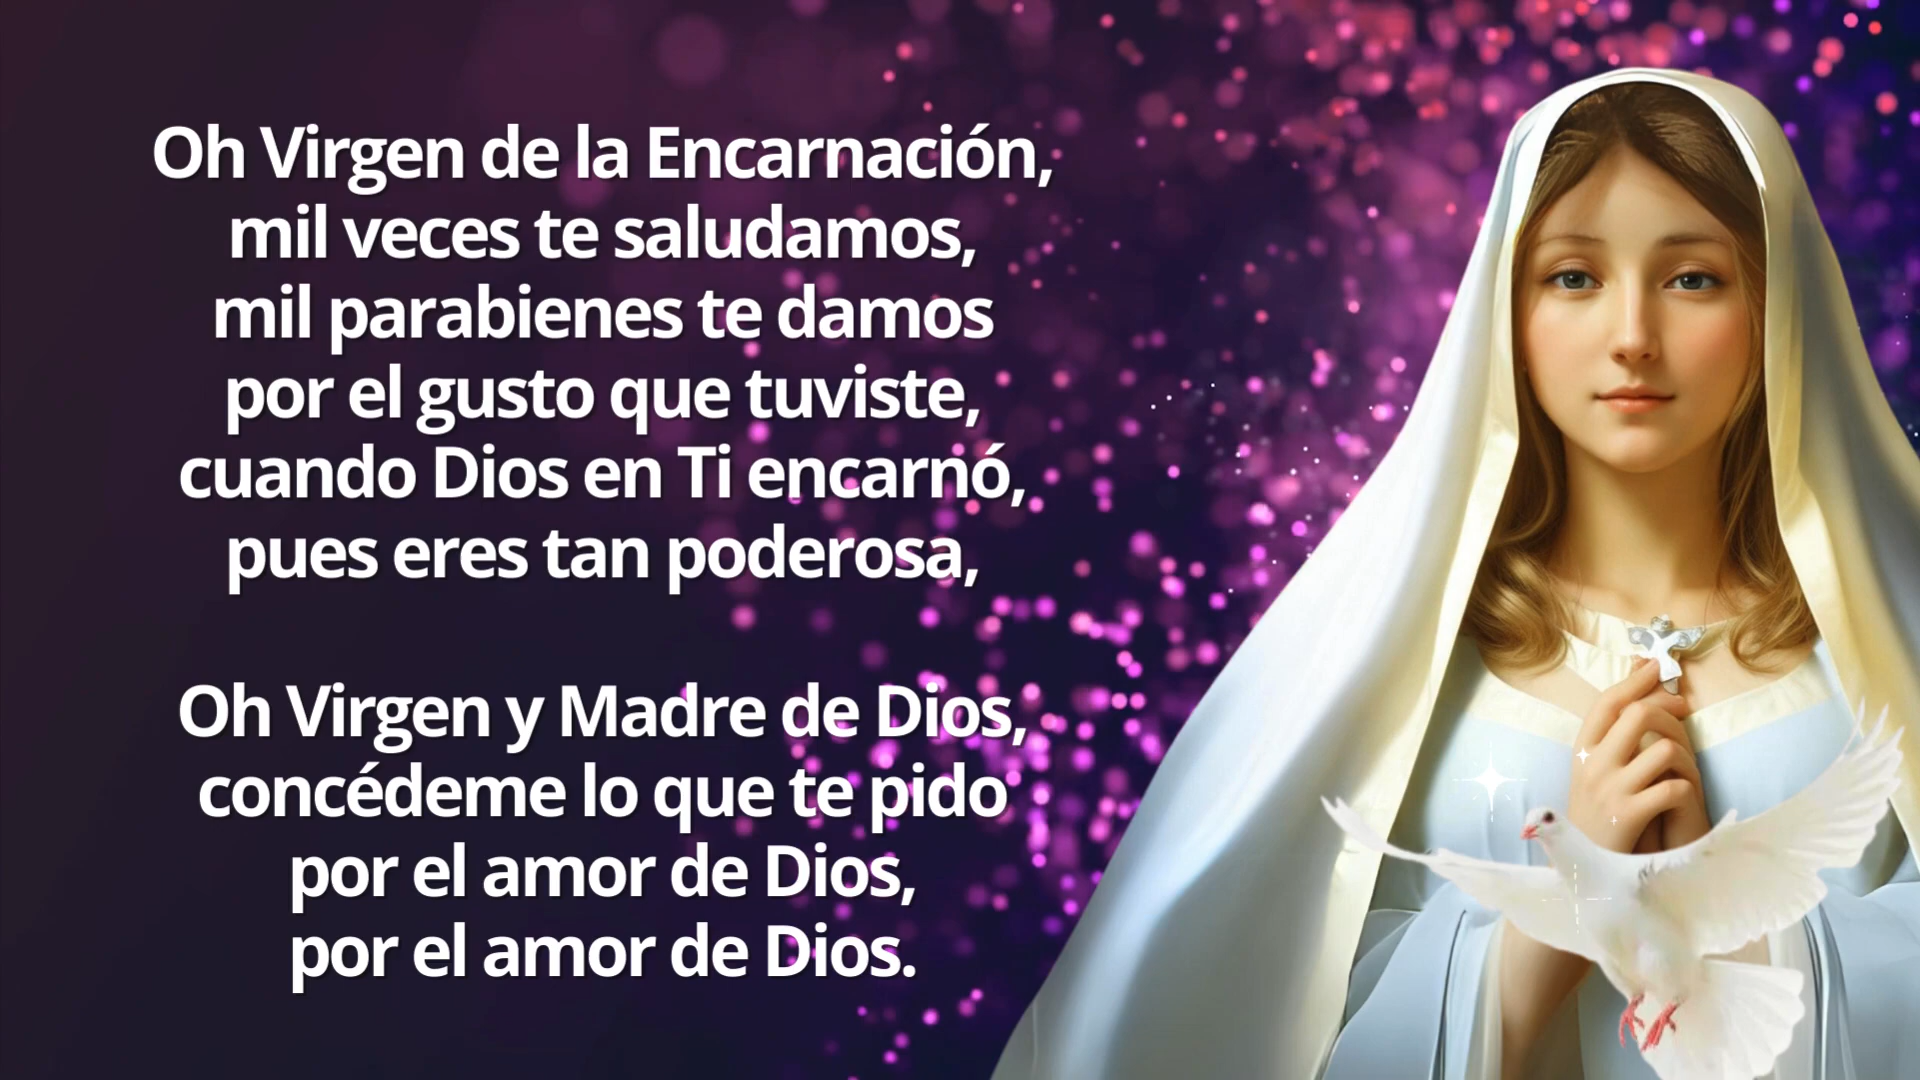 Oh Virgen de la Encarnación,
mil veces te saludamos,
mil parabienes te damos
por el gusto que tuviste,
cuando Dios en Ti encarnó,
pues eres tan poderosa,
Oh Virgen y Madre de Dios,
concédeme lo que te pido
por el amor de Dios,
por el amor de Dios.